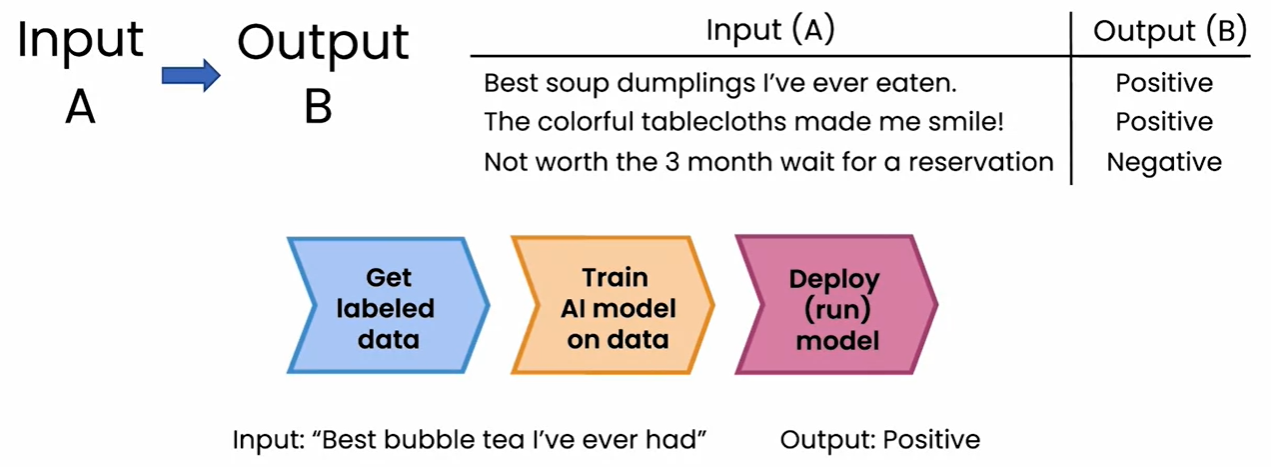 Input
A
Output
B
Input (A) Output (B)
Best soup dumplings I've ever eaten. Positive
The colorful tablecloths made me smile! Positive
Not worth the 3 month wait for a reservation Negative
Get
labeled
data
Train
AI model
on data
Deploy
(run)
model
Input: “Best bubble tea I've ever had” Output: Positive